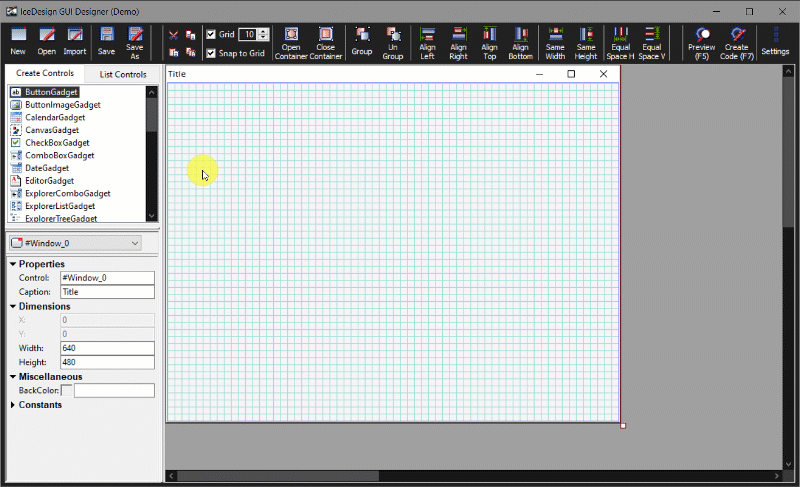 IceDesign GUI Designer (Demo)
New
Open
Import
Save
Save As
Grid 10
Snap to Grid
Open Container
Close Container
Group
Un Group
Align Left
Align Right
Align Top
Align Bottom
Same Width
Same Height
Equal Space H
Equal Space V
Preview (F5)
Create Code (F7)
Settings
Create Controls
List Controls
Title
ab ButtonGadget
ButtonImageGadget
CalendarGadget
CanvasGadget
CheckBoxGadget
ComboBoxGadget
DateGadget
EditorGadget
ExplorerComboGadget
ExplorerListGadget
ExplorerTreeGadget
#Window_0
Properties
Control: #Window_0
Caption: Title
Dimensions
X: 0
Y: 0
Width: 640
Height: 480
Miscellaneous
BackColor:
Constants